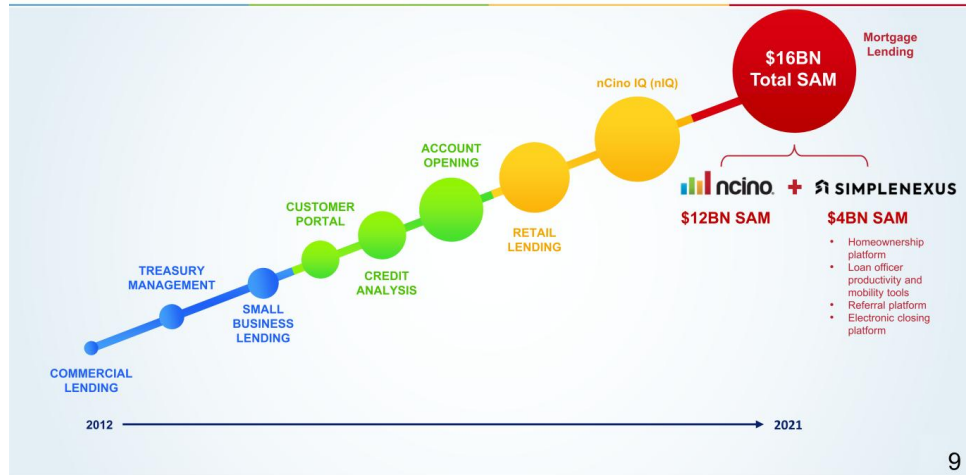 $16BN
Total SAM
Mortgage
Lending
nCino IQ (nIQ)
ACCOUNT
OPENING
RETAIL
LENDING
CUSTOMER
PORTAL
CREDIT
ANALYSIS
TREASURY
MANAGEMENT
SMALL
BUSINESS
LENDING
COMMERCIAL
LENDING
ncino. + SIMPLENEXUS
$12BN SAM
$4BN SAM
• Homeownership
platform
• Loan officer
productivity and
mobility tools
• Referral platform
• Electronic closing
platform
2012
2021
9